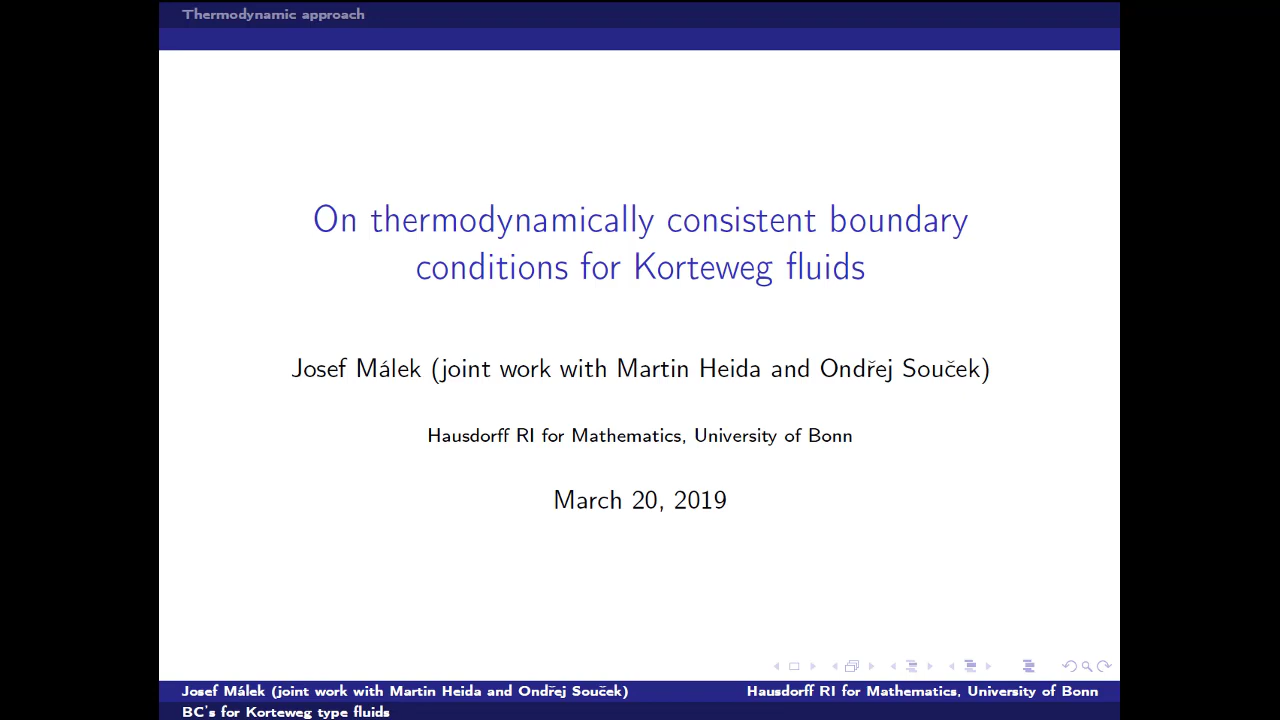 Thermodynamic approach
On thermodynamically consistent boundary
conditions for Korteweg fluids
Josef Málek (joint work with Martin Heida and Ondřej Souček)
Hausdorff RI for Mathematics, University of Bonn
March 20, 2019
Josef Málek (joint work with Martin Heida and Ondřej Souček) Hausdorff RI for Mathematics, University of Bonn
BC's for Korteweg type fluids